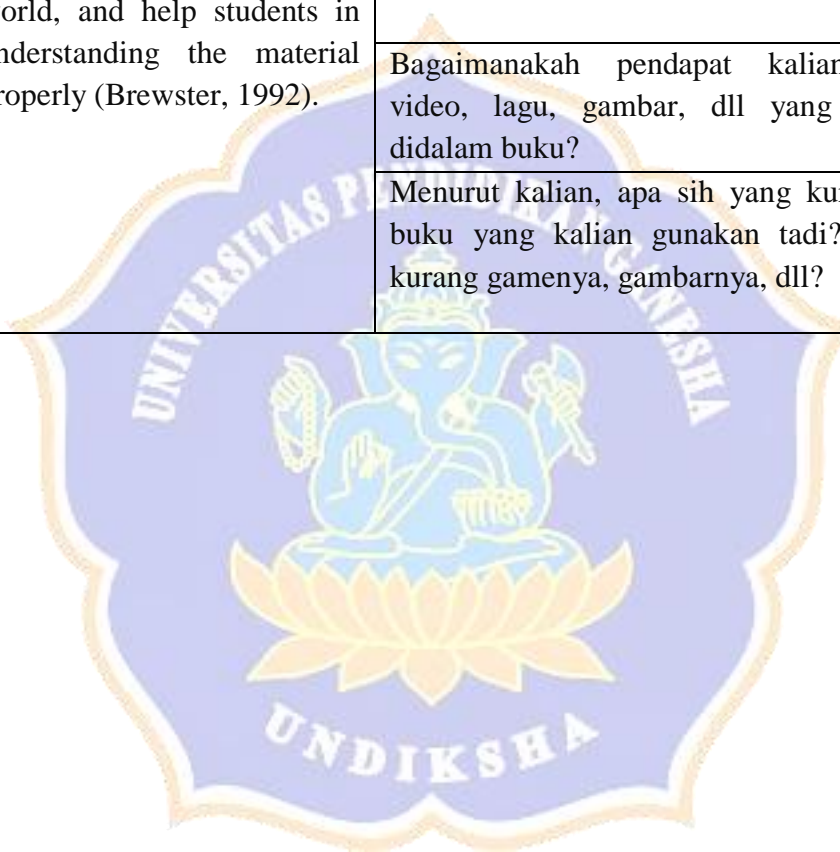 world, and help students in
understanding the material
properly (Brewster, 1992).
Bagaimanakah pendapat kalian
video, lagu, gambar, dll yang
didalam buku?
Menurut kalian, apa sih yang
buku yang kalian gunakan tadi?
kurang gamenya, gambarnya, dll?
UNIVERSITAS PENDIDIKAN GANESHA
UNDIKSHA